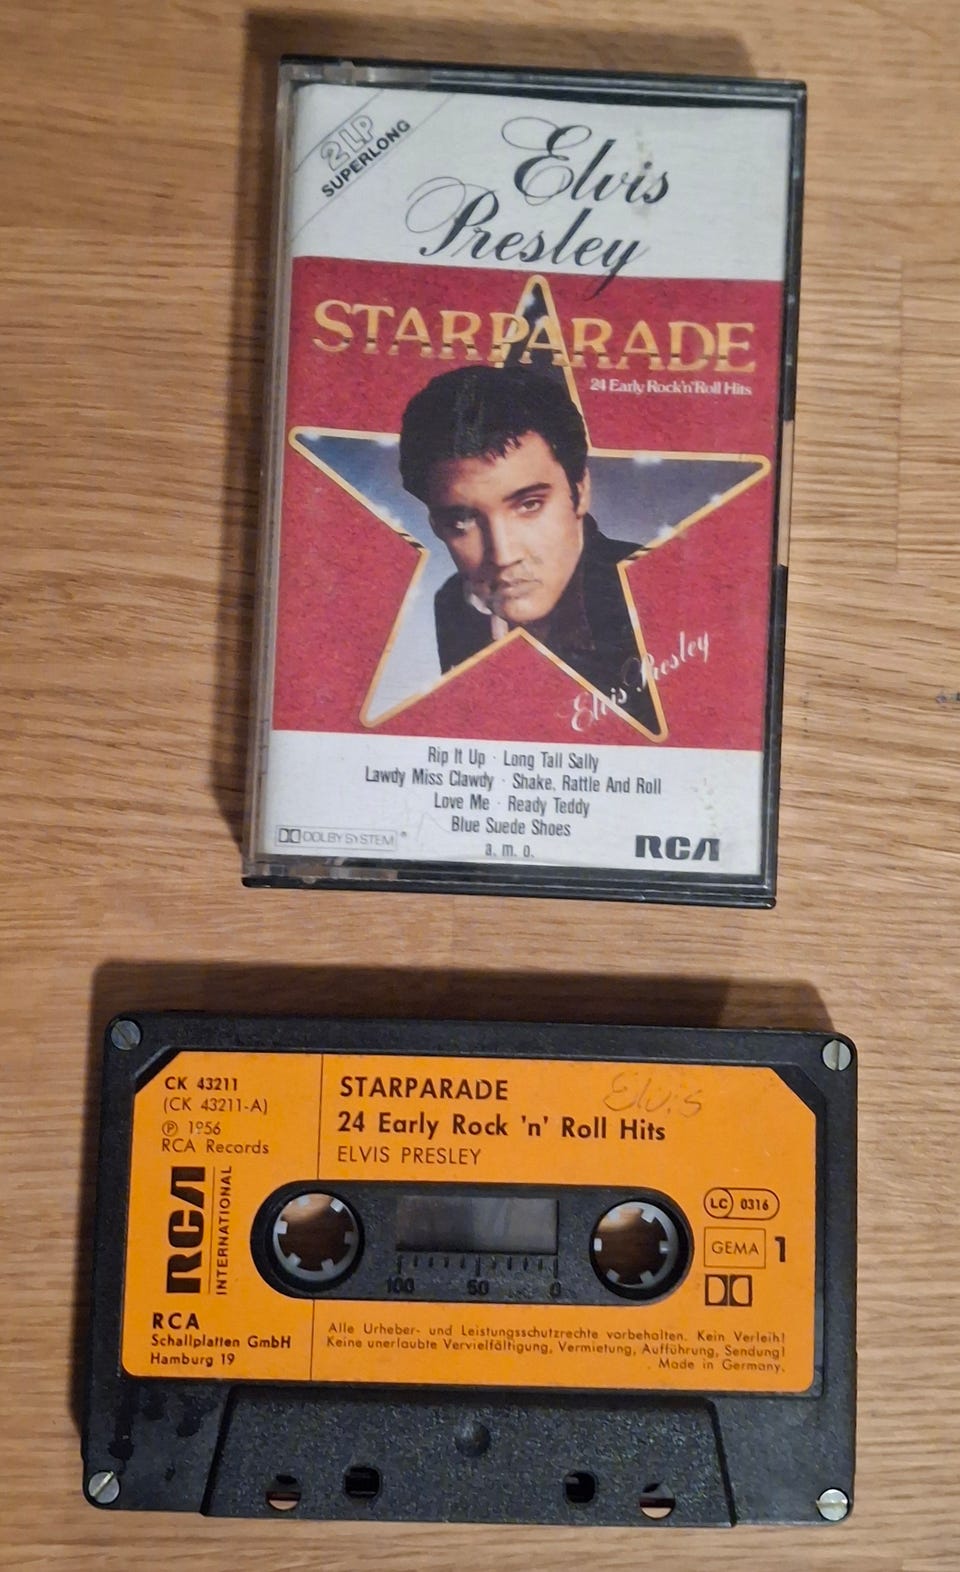 2 LP
SUPERLONG
Elvis
Presley
STARPARADE
24 Early Rock'n'Roll Hits
Elvis Presley
Rip It Up · Long Tall Sally
Lawdy Miss Clawdy · Shake, Rattle And Roll
Love Me · Ready Teddy
Blue Suede Shoes
a. m. o.
DOLBY SYSTEM ®
RCA
CK 43211
(CK 43211-A)
℗ 1956
RCA Records
RCA
INTERNATIONAL
RCA
Schallplatten GmbH
Hamburg 19
STARPARADE
Elvis
24 Early Rock 'n' Roll Hits
ELVIS PRESLEY
LC 0316
GEMA 1
100 50 0
Alle Urheber- und Leistungsschutzrechte vorbehalten. Kein Verleih!
Keine unerlaubte Vervielfältigung, Vermietung, Aufführung, Sendung!
Made in Germany.